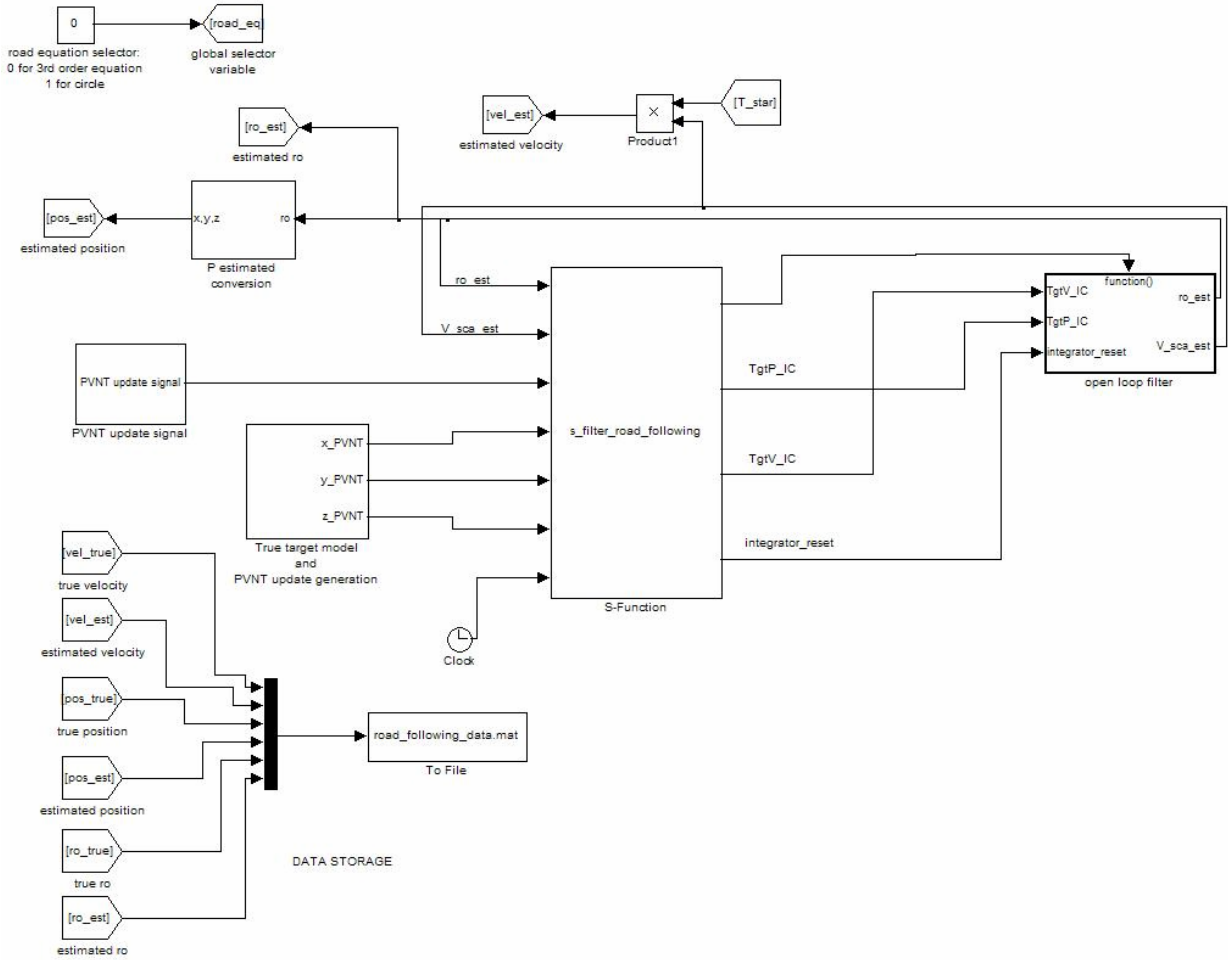 0
[road_eq]
road equation selector:
0 for 3rd order equation
1 for circle
global selector
variable
[T_star]
[vel_est]
×
Product1
estimated velocity
[ro_est]
estimated ro
[pos_est]
x,y,z
ro
estimated position
P estimated
conversion
ro_est
V_sca_est
function()
TgtV_IC
ro_est
TgtP_IC
integrator_reset
V_sca_est
open loop filter
PVNT update signal
PVNT update signal
TgtP_IC
s_filter_road_following
TgtV_IC
x_PVNT
y_PVNT
z_PVNT
True target model
and
PVNT update generation
integrator_reset
S-Function
Clock
[vel_true]
true velocity
[vel_est]
estimated velocity
[pos_true]
true position
road_following_data.mat
To File
[pos_est]
estimated position
[ro_true]
true ro
DATA STORAGE
[ro_est]
estimated ro